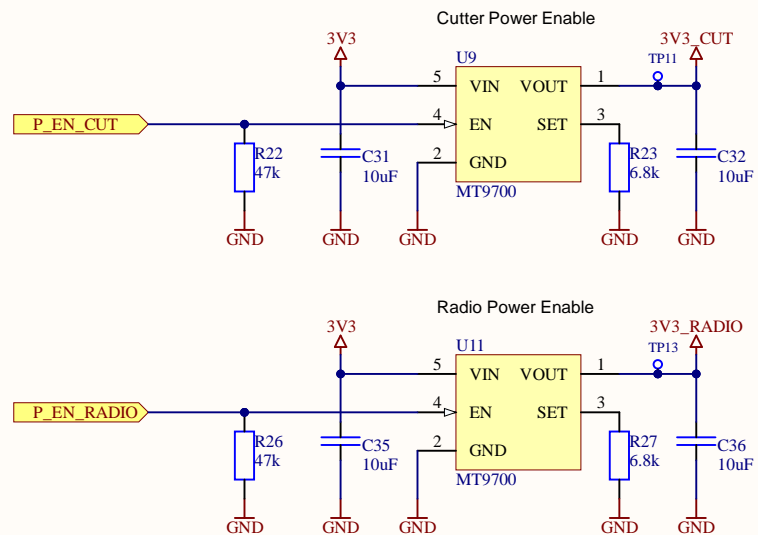 Cutter Power Enable
3V3
3V3_CUT
U9
TP11
5 VIN VOUT 1
P_EN_CUT
4 EN SET 3
R22
47k
C31
10uF
2 GND
R23
6.8k
C32
10uF
MT9700
GND GND GND GND GND
Radio Power Enable
3V3
3V3_RADIO
U11
TP13
5 VIN VOUT 1
P_EN_RADIO
4 EN SET 3
R26
47k
C35
10uF
2 GND
R27
6.8k
C36
10uF
MT9700
GND GND GND GND GND